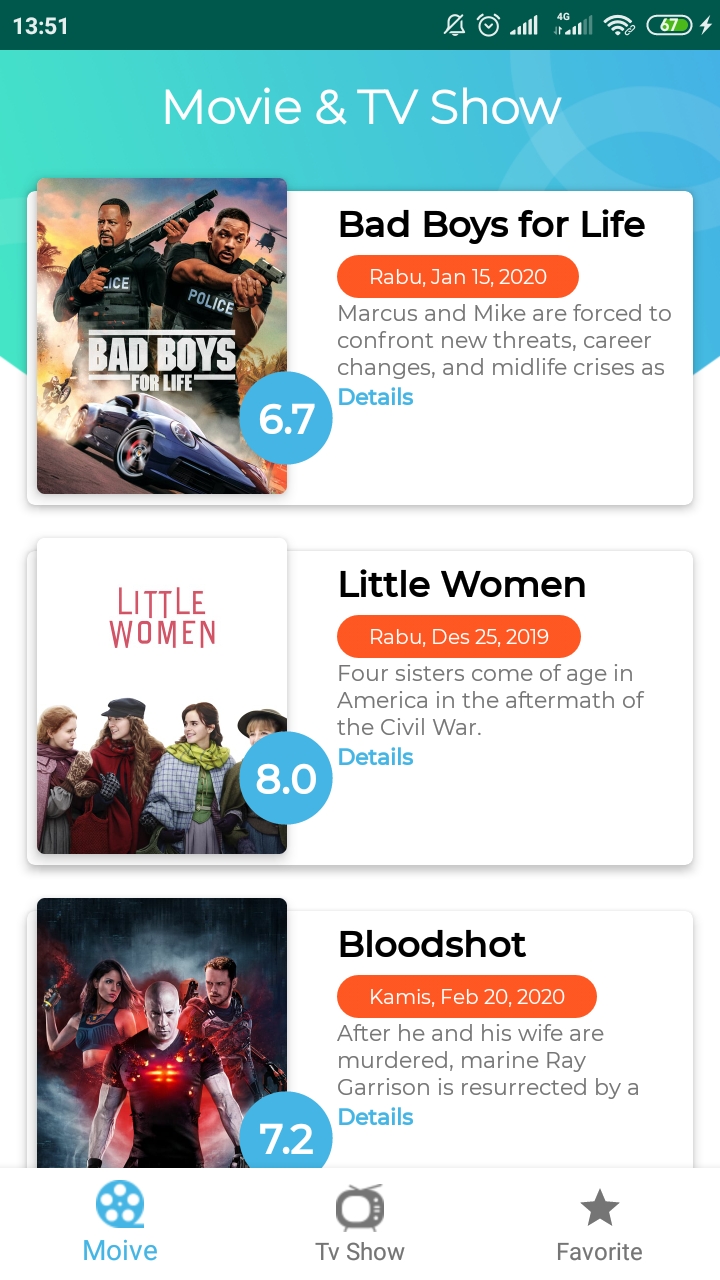 13:51
4G
67
Movie & TV Show
POLICE
POLICE
BAD BOYS
FOR LIFE
6.7
Bad Boys for Life
Rabu, Jan 15, 2020
Marcus and Mike are forced to
confront new threats, career
changes, and midlife crises as
Details
LITTLE
WOMEN
8.0
Little Women
Rabu, Des 25, 2019
Four sisters come of age in
America in the aftermath of
the Civil War.
Details
7.2
Bloodshot
Kamis, Feb 20, 2020
After he and his wife are
murdered, marine Ray
Garrison is resurrected by a
Details
Moive
Tv Show
Favorite